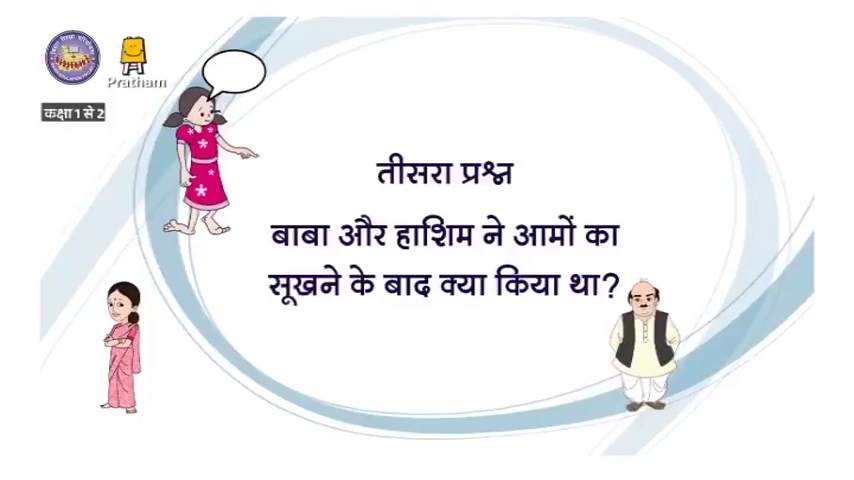 Pratham
कक्षा 1 से 2
तीसरा प्रश्न
बाबा और हाशिम ने आमों का
सूखने के बाद क्या किया था?